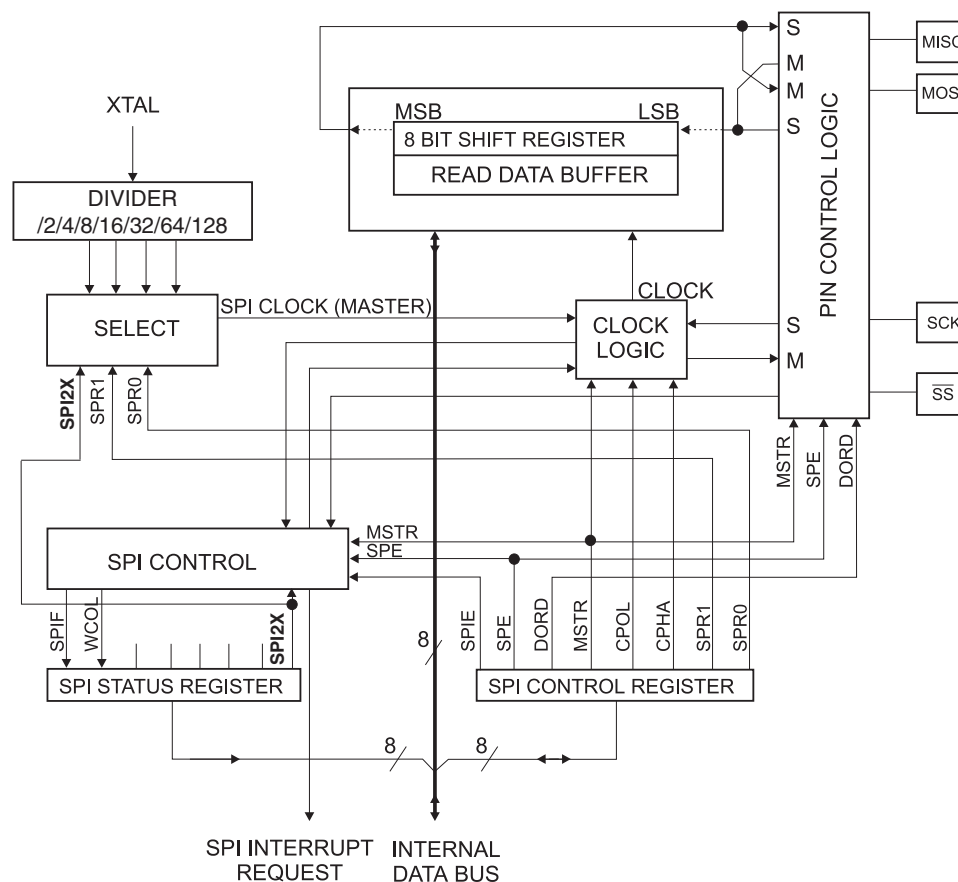 S
MISO
M
XTAL
MSB
LSB
M
MOSI
8 BIT SHIFT REGISTER
S
READ DATA BUFFER
DIVIDER
/2/4/8/16/32/64/128
PIN CONTROL LOGIC
SPI CLOCK (MASTER)
CLOCK
SELECT
CLOCK
LOGIC
S
SCK
M
SPI2X
SPR1
SPR0
SS
MSTR
SPE
DORD
SPI CONTROL
MSTR
SPE
SPIF
WCOL
SPI2X
8
SPIE
SPE
DORD
MSTR
CPOL
CPHA
SPR1
SPR0
SPI STATUS REGISTER
SPI CONTROL REGISTER
8
8
SPI INTERRUPT
REQUEST
INTERNAL
DATA BUS